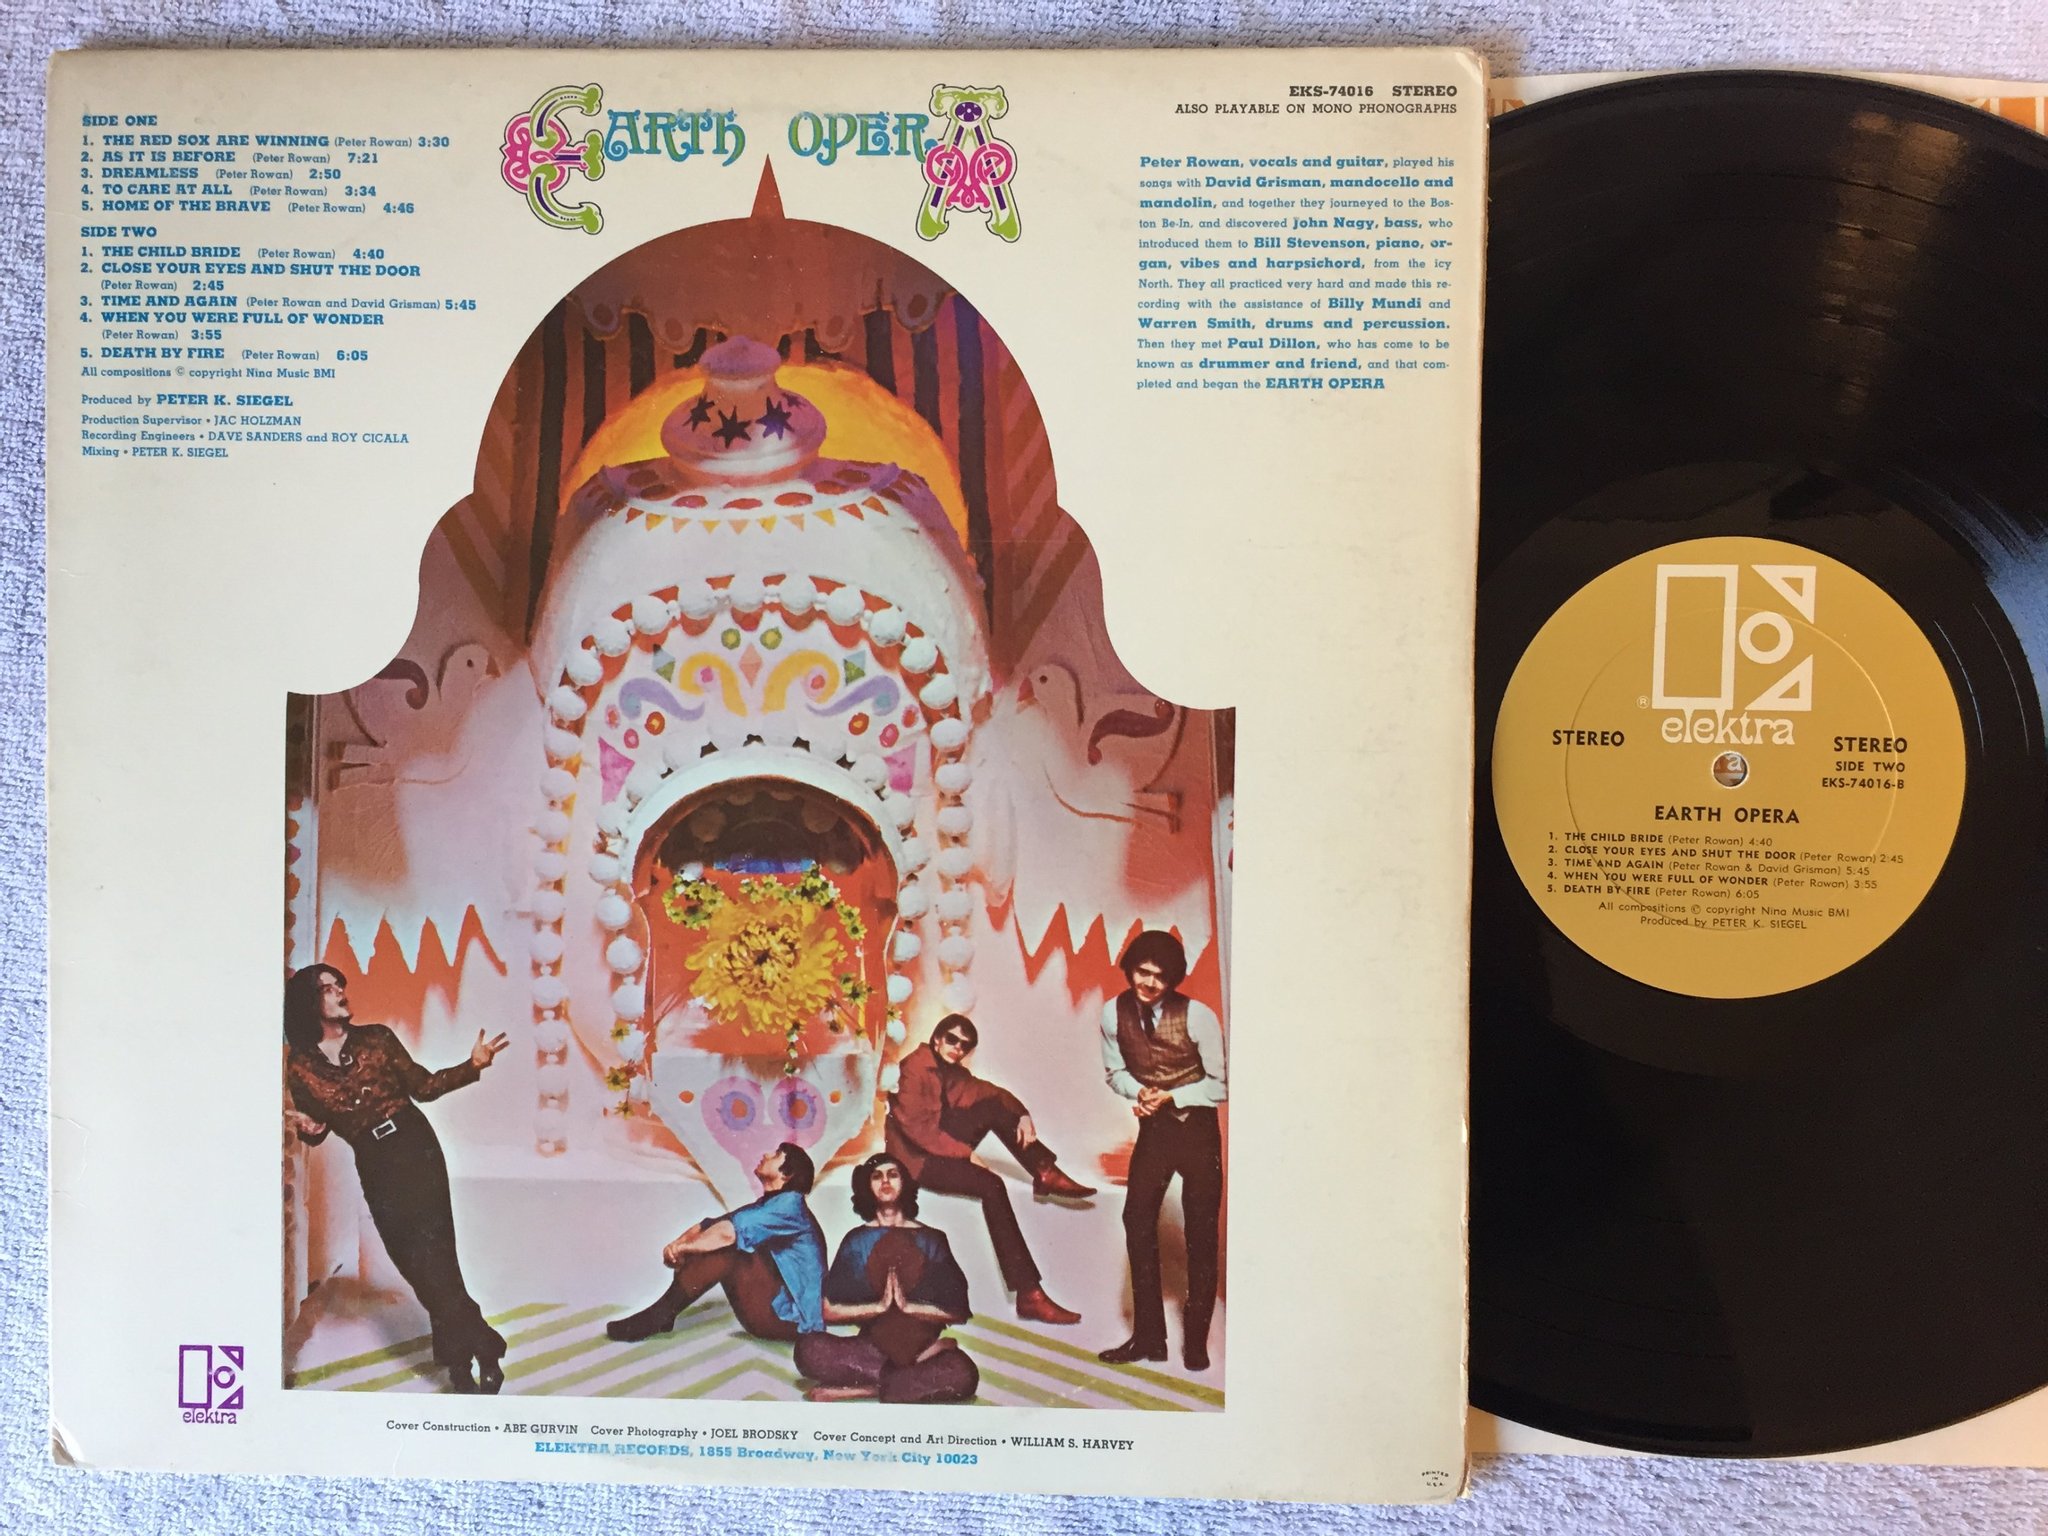 SIDE ONE
1. THE RED SOX ARE WINNING (Peter Rowan) 3:30
2. AS IT IS BEFORE (Peter Rowan) 7:21
3. DREAMLESS (Peter Rowan) 2:50
4. TO CARE AT ALL (Peter Rowan) 3:34
5. HOME OF THE BRAVE (Peter Rowan) 4:46
SIDE TWO
1. THE CHILD BRIDE (Peter Rowan) 4:40
2. CLOSE YOUR EYES AND SHUT THE DOOR
(Peter Rowan) 2:45
3. TIME AND AGAIN (Peter Rowan and David Grisman) 5:45
4. WHEN YOU WERE FULL OF WONDER
(Peter Rowan) 3:55
5. DEATH BY FIRE (Peter Rowan) 6:05
All compositions © copyright Nina Music BMI
Produced by PETER K. SIEGEL
Production Supervisor • JAC HOLZMAN
Recording Engineers • DAVE SANDERS and ROY CICALA
Mixing • PETER K. SIEGEL
EARTH OPERA
EKS-74016 STEREO
ALSO PLAYABLE ON MONO PHONOGRAPHS
Peter Rowan, vocals and guitar, played his
songs with David Grisman, mandocello and
mandolin, and together they journeyed to the Bos-
ton Be-In, and discovered John Nagy, bass, who
introduced them to Bill Stevenson, piano, or-
gan, vibes and harpsichord, from the icy
North. They all practiced very hard and made this re-
cording with the assistance of Billy Mundi and
Warren Smith, drums and percussion.
Then they met Paul Dillon, who has come to be
known as drummer and friend, and that com-
pleted and began the EARTH OPERA
elektra
Cover Construction • ABE GURVIN Cover Photography • JOEL BRODSKY Cover Concept and Art Direction • WILLIAM S. HARVEY
ELEKTRA RECORDS, 1855 Broadway, New York City 10023
PRINTED
IN
U.S.A.
®
elektra
STEREO
STEREO
SIDE TWO
EKS-74016-B
EARTH OPERA
1. THE CHILD BRIDE (Peter Rowan) 4:40
2. CLOSE YOUR EYES AND SHUT THE DOOR (Peter Rowan) 2:45
3. TIME AND AGAIN (Peter Rowan & David Grisman) 5:45
4. WHEN YOU WERE FULL OF WONDER (Peter Rowan) 3:55
5. DEATH BY FIRE (Peter Rowan) 6:05
All compositions © copyright Nina Music BMI
Produced by PETER K. SIEGEL